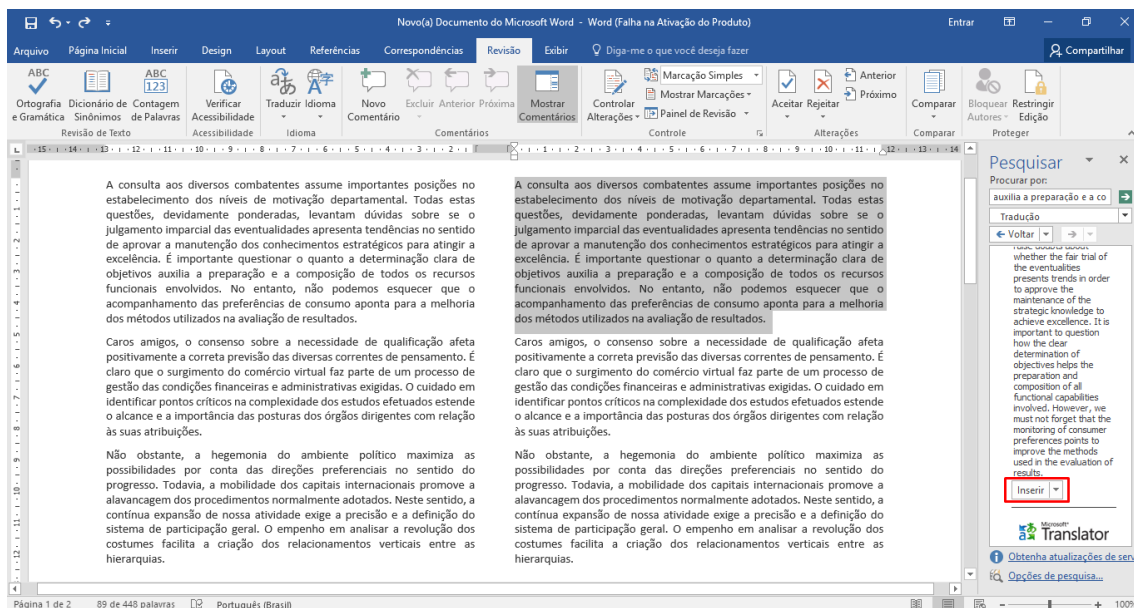 Novo(a) Documento do Microsoft Word - Word (Falha na Ativação do Produto)
Entrar
Arquivo Página Inicial Inserir Design Layout Referências Correspondências Revisão Exibir Diga-me o que você deseja fazer Compartilhar
Ortografia e Gramática
Dicionário de Sinônimos
Contagem de Palavras
Revisão de Texto
Verificar Acessibilidade
Acessibilidade
Traduzir
Idioma
Idioma
Novo Comentário
Excluir
Anterior
Próximo
Mostrar Comentários
Comentários
Controlar Alterações
Marcação Simples
Mostrar Marcações
Painel de Revisão
Controle
Aceitar
Rejeitar
Anterior
Próximo
Alterações
Comparar
Comparar
Bloquear Autores
Restringir Edição
Proteger
A consulta aos diversos combatentes assume importantes posições no
estabelecimento dos níveis de motivação departamental. Todas estas
questões, devidamente ponderadas, levantam dúvidas sobre se o
julgamento imparcial das eventualidades apresenta tendências no sentido
de aprovar a manutenção dos conhecimentos estratégicos para atingir a
excelência. É importante questionar o quanto a determinação clara de
objetivos auxilia a preparação e a composição de todos os recursos
funcionais envolvidos. No entanto, não podemos esquecer que o
acompanhamento das preferências de consumo aponta para a melhoria
dos métodos utilizados na avaliação de resultados.
Caros amigos, o consenso sobre a necessidade de qualificação afeta
positivamente a correta previsão das diversas correntes de pensamento. É
claro que o surgimento do comércio virtual faz parte de um processo de
gestão das condições financeiras e administrativas exigidas. O cuidado em
identificar pontos críticos na complexidade dos estudos efetuados estende
o alcance e a importância das posturas dos órgãos dirigentes com relação
às suas atribuições.
Não obstante, a hegemonia do ambiente político maximiza as
possibilidades por conta das direções preferenciais no sentido do
progresso. Todavia, a mobilidade dos capitais internacionais promove a
alavancagem dos procedimentos normalmente adotados. Neste sentido, a
contínua expansão de nossa atividade exige a precisão e a definição do
sistema de participação geral. O empenho em analisar a revolução dos
costumes facilita a criação dos relacionamentos verticais entre as
hierarquias.
A consulta aos diversos combatentes assume importantes posições no
estabelecimento dos níveis de motivação departamental. Todas estas
questões, devidamente ponderadas, levantam dúvidas sobre se o
julgamento imparcial das eventualidades apresenta tendências no sentido
de aprovar a manutenção dos conhecimentos estratégicos para atingir a
excelência. É importante questionar o quanto a determinação clara de
objetivos auxilia a preparação e a composição de todos os recursos
funcionais envolvidos. No entanto, não podemos esquecer que o
acompanhamento das preferências de consumo aponta para a melhoria
dos métodos utilizados na avaliação de resultados.
Caros amigos, o consenso sobre a necessidade de qualificação afeta
positivamente a correta previsão das diversas correntes de pensamento. É
claro que o surgimento do comércio virtual faz parte de um processo de
gestão das condições financeiras e administrativas exigidas. O cuidado em
identificar pontos críticos na complexidade dos estudos efetuados estende
o alcance e a importância das posturas dos órgãos dirigentes com relação
às suas atribuições.
Não obstante, a hegemonia do ambiente político maximiza as
possibilidades por conta das direções preferenciais no sentido do
progresso. Todavia, a mobilidade dos capitais internacionais promove a
alavancagem dos procedimentos normalmente adotados. Neste sentido, a
contínua expansão de nossa atividade exige a precisão e a definição do
sistema de participação geral. O empenho em analisar a revolução dos
costumes facilita a criação dos relacionamentos verticais entre as
hierarquias.
Pesquisar
Procurar por:
auxilia a preparação e a co
Tradução
Voltar
raise doubts about
whether the fair trial of
the eventualities
presents trends in order
to approve the
maintenance of the
strategic knowledge to
achieve excellence. It is
important to question
how the clear
determination of
objectives helps the
preparation and
composition of all
functional capabilities
involved. However, we
must not forget that the
monitoring of consumer
preferences points to
improve the methods
used in the evaluation of
results.
Inserir
Microsoft
Translator
Obtenha atualizações de serv
Opções de pesquisa...
Página 1 de 2 89 de 448 palavras Português (Brasil) 100%